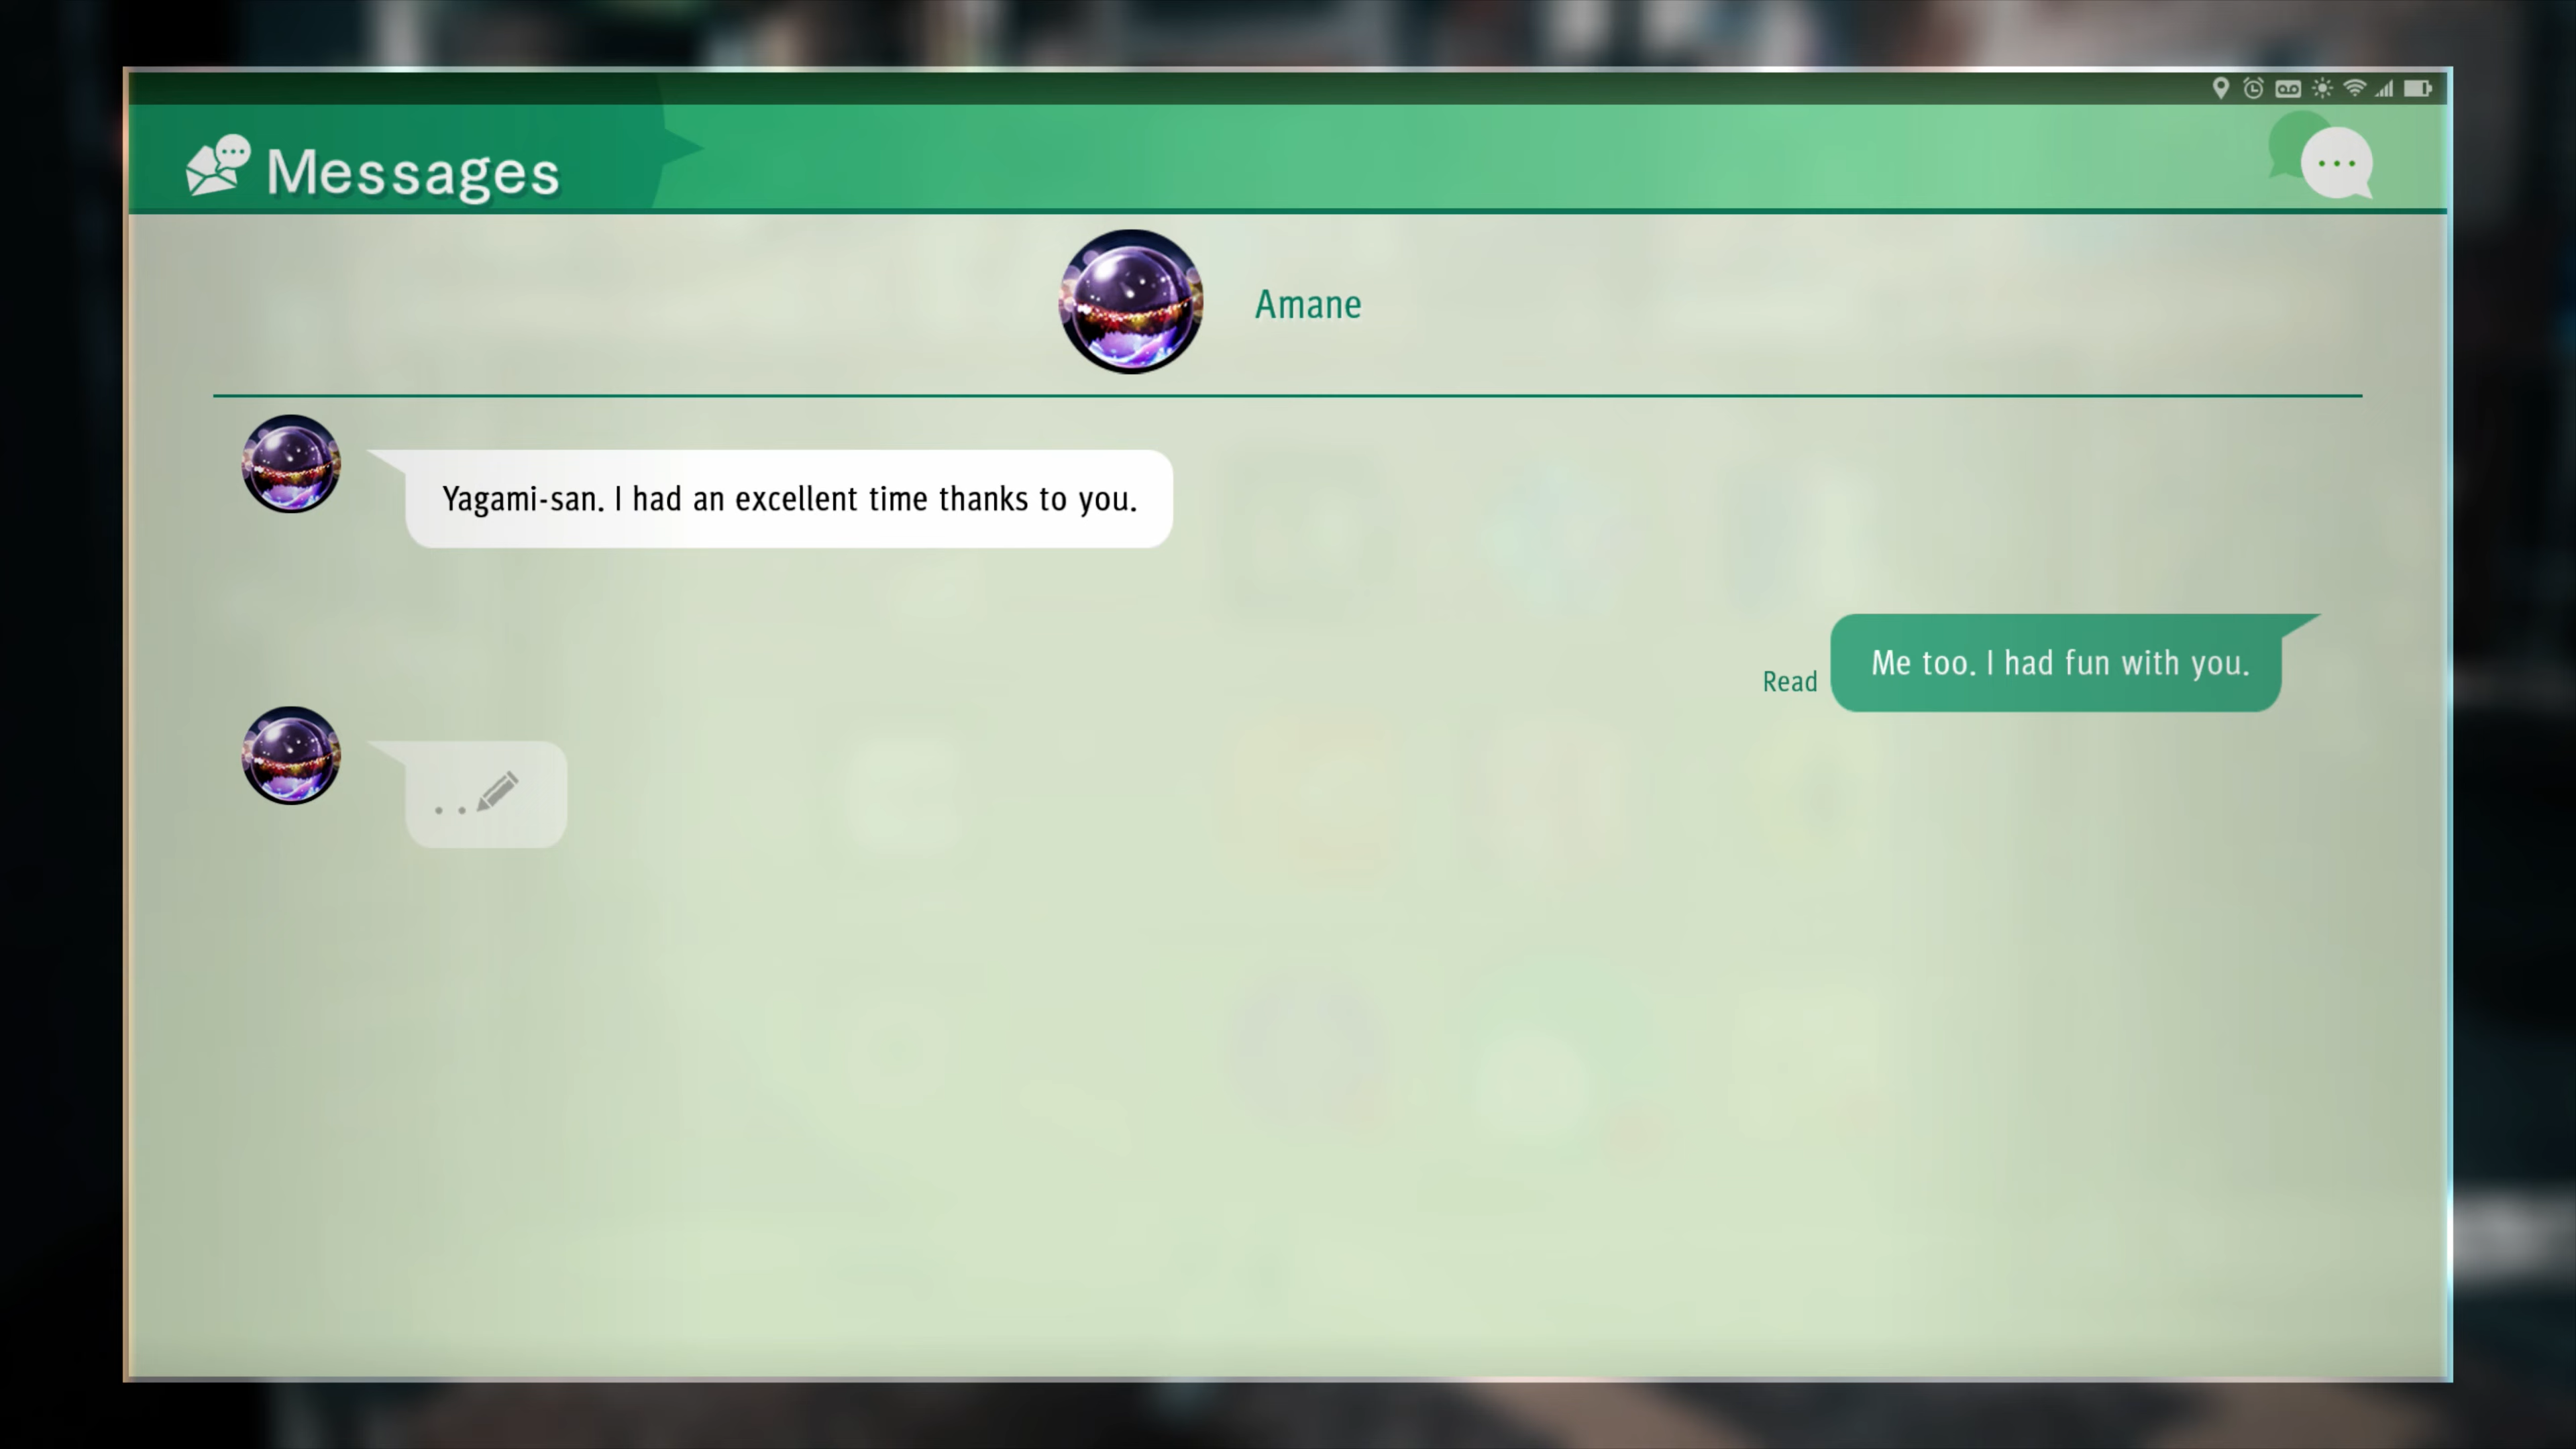 Messages
Amane
Yagami-san. I had an excellent time thanks to you.
Me too. I had fun with you.
Read